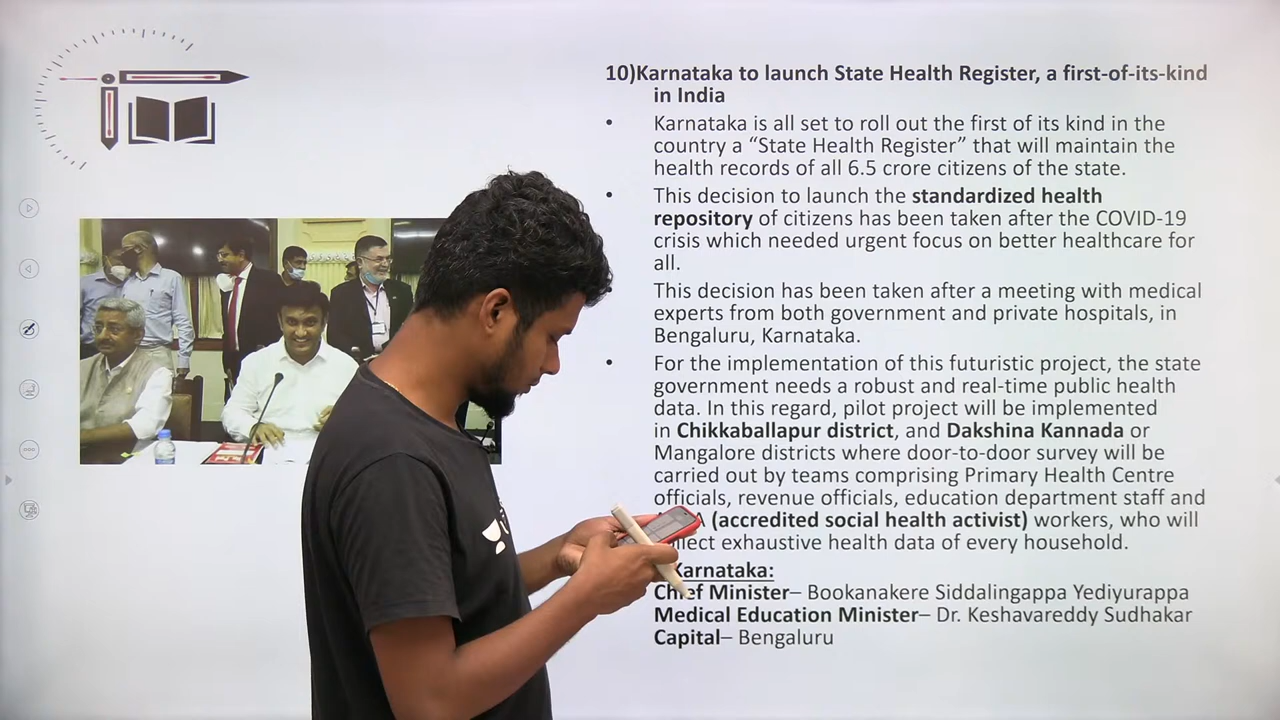 10)Karnataka to launch State Health Register, a first-of-its-kind
in India
• Karnataka is all set to roll out the first of its kind in the
country a “State Health Register” that will maintain the
health records of all 6.5 crore citizens of the state.
• This decision to launch the standardized health
repository of citizens has been taken after the COVID-19
crisis which needed urgent focus on better healthcare for
all.
This decision has been taken after a meeting with medical
experts from both government and private hospitals, in
Bengaluru, Karnataka.
• For the implementation of this futuristic project, the state
government needs a robust and real-time public health
data. In this regard, pilot project will be implemented
in Chikkaballapur district, and Dakshina Kannada or
Mangalore districts where door-to-door survey will be
carried out by teams comprising Primary Health Centre
officials, revenue officials, education department staff and
(accredited social health activist) workers, who will
exhaustive health data of every household.
Karnataka:
Chief Minister– Bookanakere Siddalingappa Yediyurappa
Medical Education Minister– Dr. Keshavareddy Sudhakar
Capital– Bengaluru